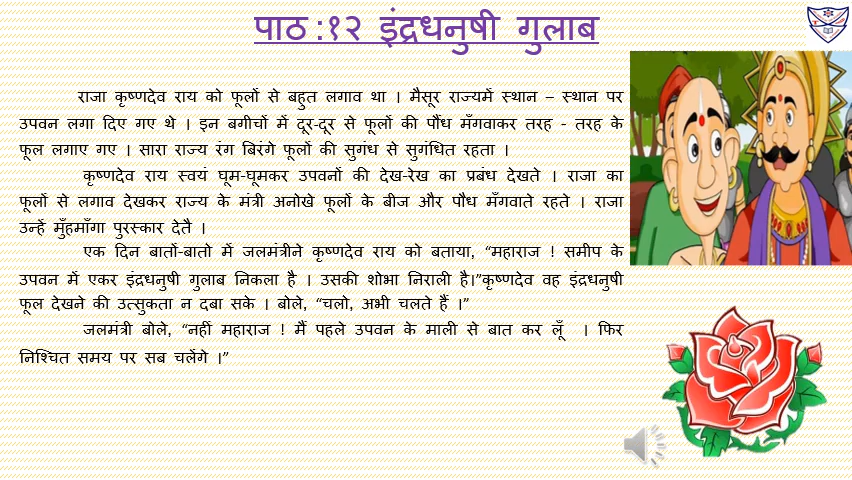 पाठ :१२ इंद्रधनुषी गुलाब
राजा कृष्णदेव राय को फूलों से बहुत लगाव था । मैसूर राज्यमें स्थान – स्थान पर
उपवन लगा दिए गए थे । इन बगीचों में दूर-दूर से फूलों की पौध मँगवाकर तरह - तरह के
फूल लगाए गए । सारा राज्य रंग बिरंगे फूलों की सुगंध से सुगंधित रहता ।
कृष्णदेव राय स्वयं घूम-घूमकर उपवनों की देख-रेख का प्रबंध देखते । राजा का
फूलों से लगाव देखकर राज्य के मंत्री अनोखे फूलों के बीज और पौध मँगवाते रहते । राजा
उन्हें मुँहमाँगा पुरस्कार देतै ।
एक दिन बातों-बातो में जलमंत्रीने कृष्णदेव राय को बताया, “महाराज ! समीप के
उपवन में एकर इंद्रधनुषी गुलाब निकला है । उसकी शोभा निराली है।”कृष्णदेव वह इंद्रधनुषी
फूल देखने की उत्सुकता न दबा सके । बोले, “चलो, अभी चलते हैं ।”
जलमंत्री बोले, “नहीं महाराज ! मैं पहले उपवन के माली से बात कर लूँ । फिर
निश्चित समय पर सब चलेंगे ।”